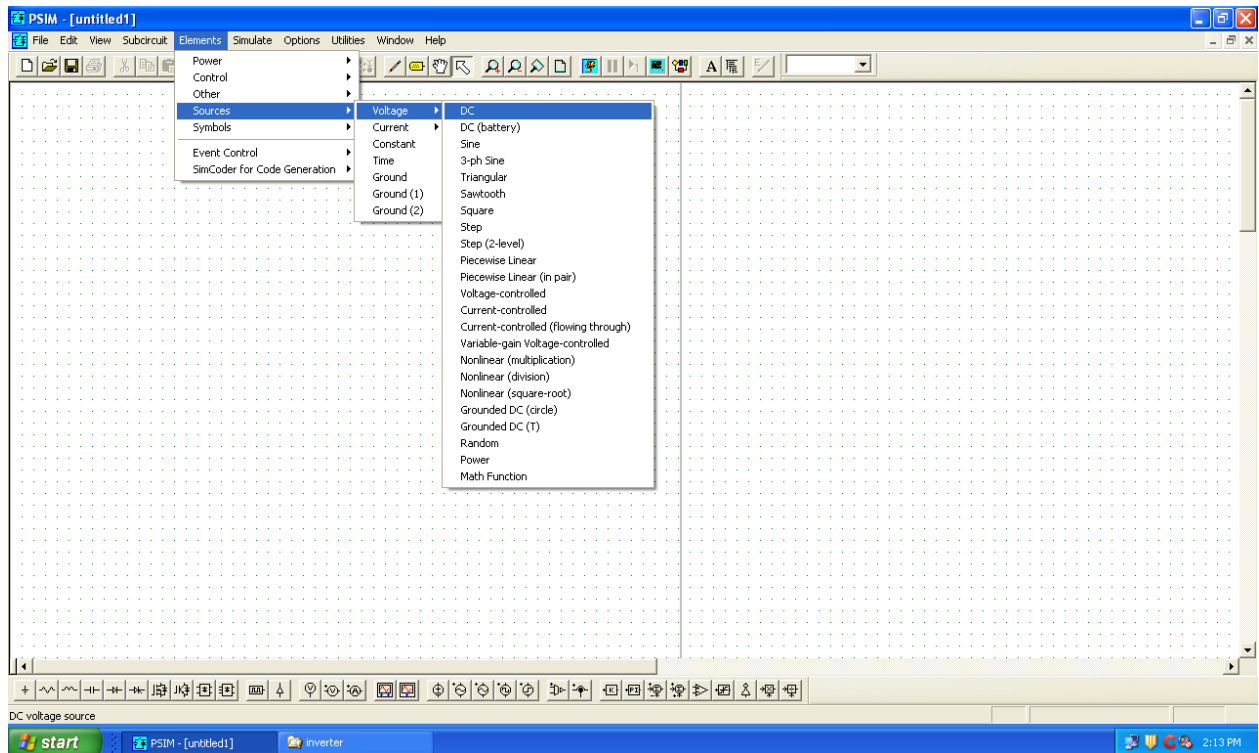 PSIM - [untitled1]
File Edit View Subcircuit Elements Simulate Options Utilities Window Help
Power
Control
Other
Sources
Symbols
Event Control
SimCoder for Code Generation
Voltage
Current
Constant
Time
Ground
Ground (1)
Ground (2)
DC
DC (battery)
Sine
3-ph Sine
Triangular
Sawtooth
Square
Step
Step (2-level)
Piecewise Linear
Piecewise Linear (in pair)
Voltage-controlled
Current-controlled
Current-controlled (flowing through)
Variable-gain Voltage-controlled
Nonlinear (multiplication)
Nonlinear (division)
Nonlinear (square-root)
Grounded DC (circle)
Grounded DC (T)
Random
Power
Math Function
DC voltage source
start PSIM - [untitled1] inverter 2:13 PM